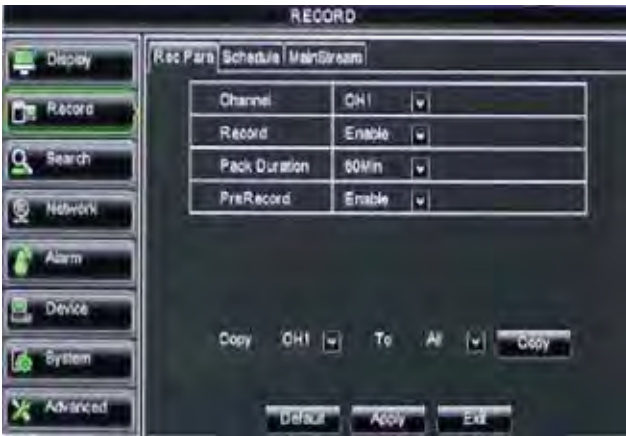 RECORD
Display
Record
Search
Network
Alarm
Device
System
Advanced
Rec Para Schedule MainStream
Channel CH1
Record Enable
Pack Duration 60Min
PreRecord Enable
Copy CH1 To All Copy
Default Apply Exit